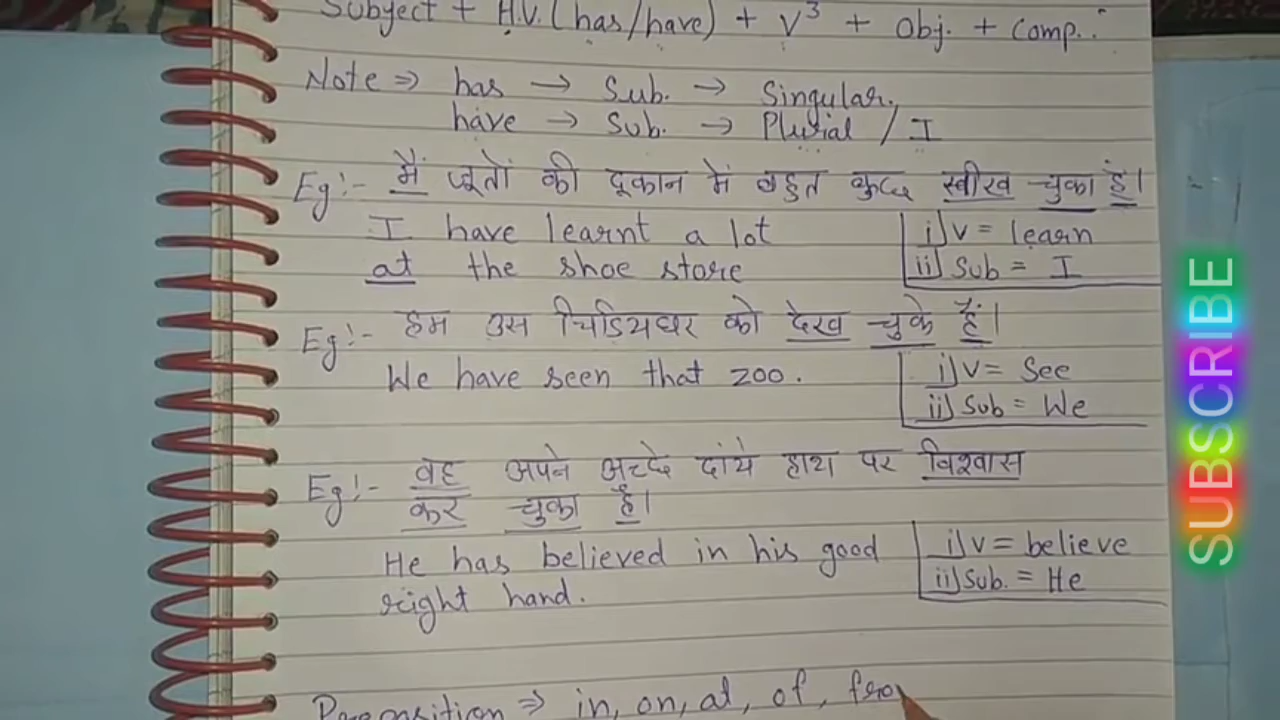 Subject + H.V. (has/have) + V³ + Obj. + Comp..
Note ⇒ has → Sub. → Singular.
have → Sub. → Plurial / I
Eg:- मैं जूतों की दूकान में बहुत कुछ सीख चुका हूं।
I have learnt a lot
i) V = learn
at the shoe store
ii) Sub = I
Eg:- हम उस चिडियघर को देख चुके हैं।
We have seen that zoo.
i) V = See
ii) Sub = We
Eg:- वह अपने अच्छे दांये हाथ पर विश्वास
कर चुका है।
He has believed in his good
i) V = believe
right hand.
ii) Sub. = He
Preposition ⇒ in, on, at, of, fro
SUBSCRIBE